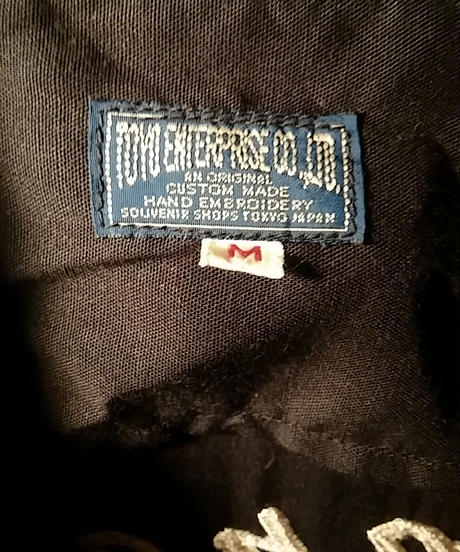 TOYO ENTERPRISE CO.,LTD.
AN ORIGINAL
CUSTOM MADE
HAND EMBROIDERY
SOUVENIR SHOPS TOKYO JAPAN
M